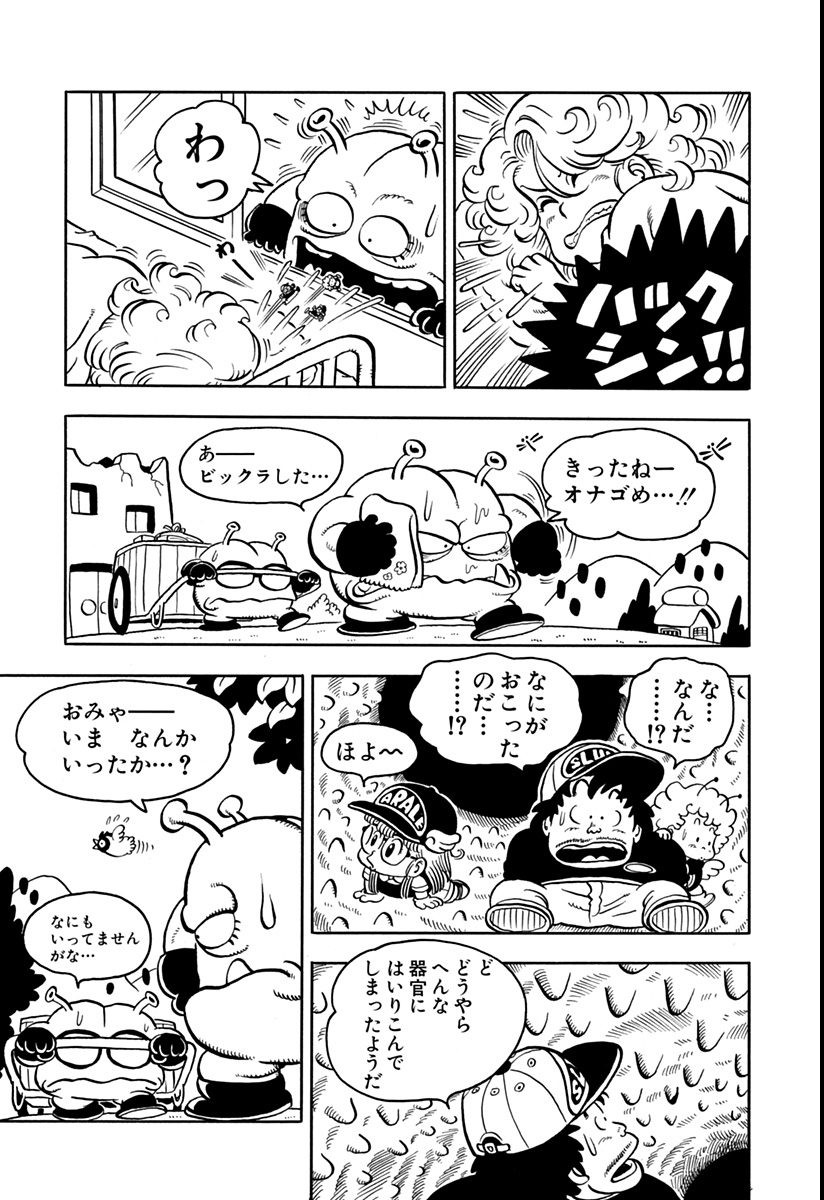 ハック
シン!!
わっ
わー
きったねー
オナゴめ…!!
あ──
ビックラした…
な…
なんだ
……!?
なにが
おこった
のだ…
……!?
ほよ〜〜
SLUM
ARALE
ど
どうやら
へんな
器官に
はいりこんで
しまったようだ
おみゃ──
いま なんか
いったか…?
なにも
いってません
がな…